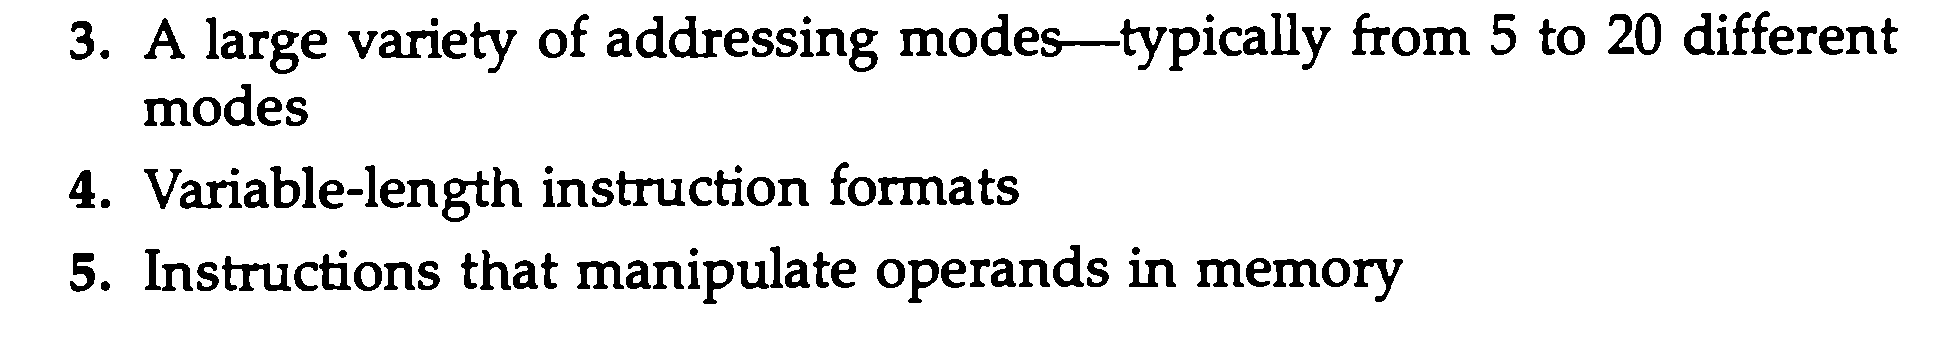 3. A large variety of addressing modes—typically from 5 to 20 different
modes
4. Variable-length instruction formats
5. Instructions that manipulate operands in memory